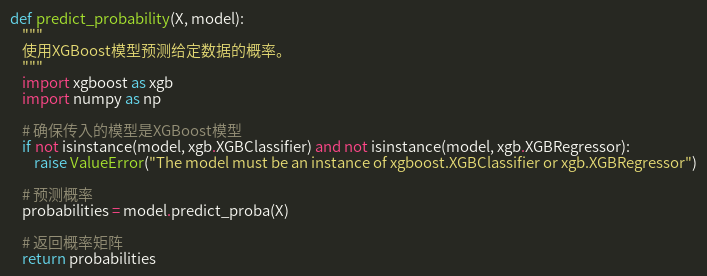 def predict_probability(X, model):
    """
    使用XGBoost模型预测给定数据的概率。
    """
    import xgboost as xgb
    import numpy as np

    # 确保传入的模型是XGBoost模型
    if not isinstance(model, xgb.XGBClassifier) and not isinstance(model, xgb.XGBRegressor):
        raise ValueError("The model must be an instance of xgboost.XGBClassifier or xgb.XGBRegressor")

    # 预测概率
    probabilities = model.predict_proba(X)

    # 返回概率矩阵
    return probabilities